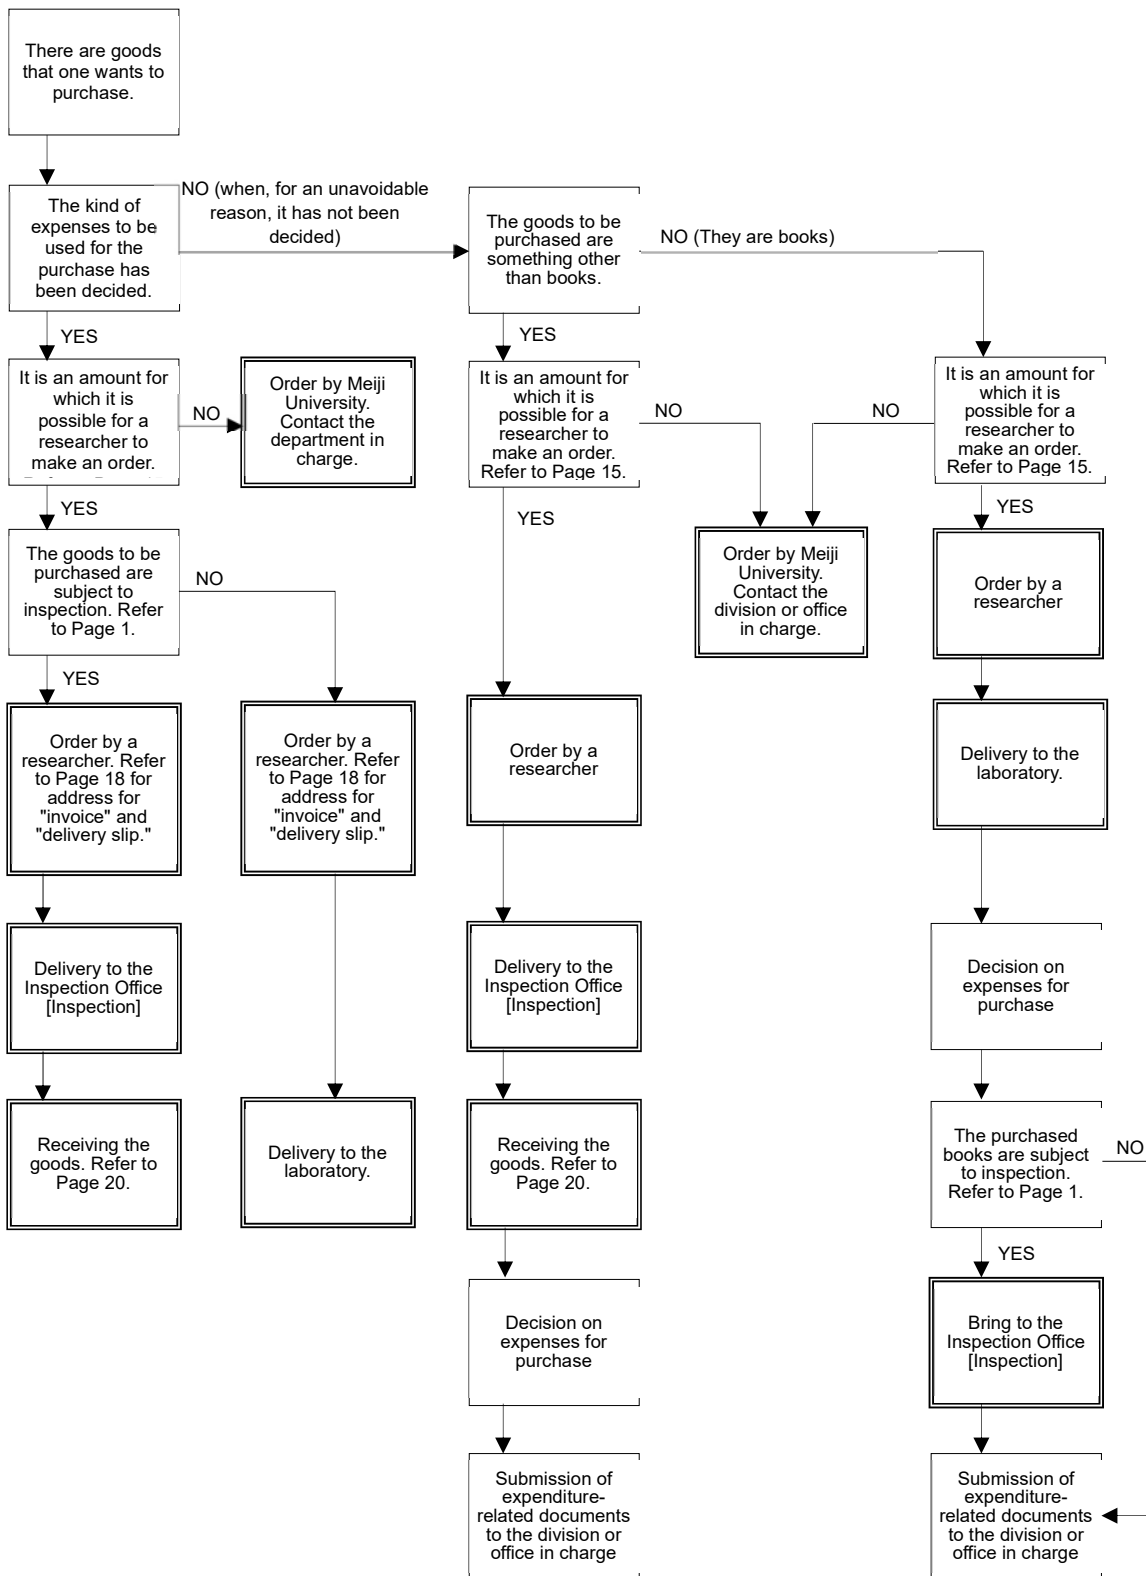 There are goods
that one wants to
purchase.
NO (when, for an unavoidable
reason, it has not been
decided)
The kind of
expenses to be
used for the
purchase has
been decided.
The goods to be
purchased are
something other
than books.
NO (They are books)
YES
YES
It is an amount for
which it is
possible for a
researcher to
make an order.
NO
Order by Meiji
University.
Contact the
department in
charge.
It is an amount for
which it is
possible for a
researcher to
make an order.
Refer to Page 15.
NO
NO
It is an amount for
which it is
possible for a
researcher to
make an order.
Refer to Page 15.
YES
YES
YES
The goods to be
purchased are
subject to
inspection. Refer
to Page 1.
NO
Order by Meiji
University.
Contact the
division or office
in charge.
Order by a
researcher
YES
Order by a
researcher. Refer
to Page 18 for
address for
"invoice" and
"delivery slip."
Order by a
researcher. Refer
to Page 18 for
address for
"invoice" and
"delivery slip."
Order by a
researcher
Delivery to the
laboratory.
Delivery to the
Inspection Office
[Inspection]
Delivery to the
Inspection Office
[Inspection]
Decision on
expenses for
purchase
Receiving the
goods. Refer to
Page 20.
Delivery to the
laboratory.
Receiving the
goods. Refer to
Page 20.
The purchased
books are subject
to inspection.
Refer to Page 1.
NO
YES
Decision on
expenses for
purchase
Bring to the
Inspection Office
[Inspection]
Submission of
expenditure-
related documents
to the division or
office in charge
Submission of
expenditure-
related documents
to the division or
office in charge